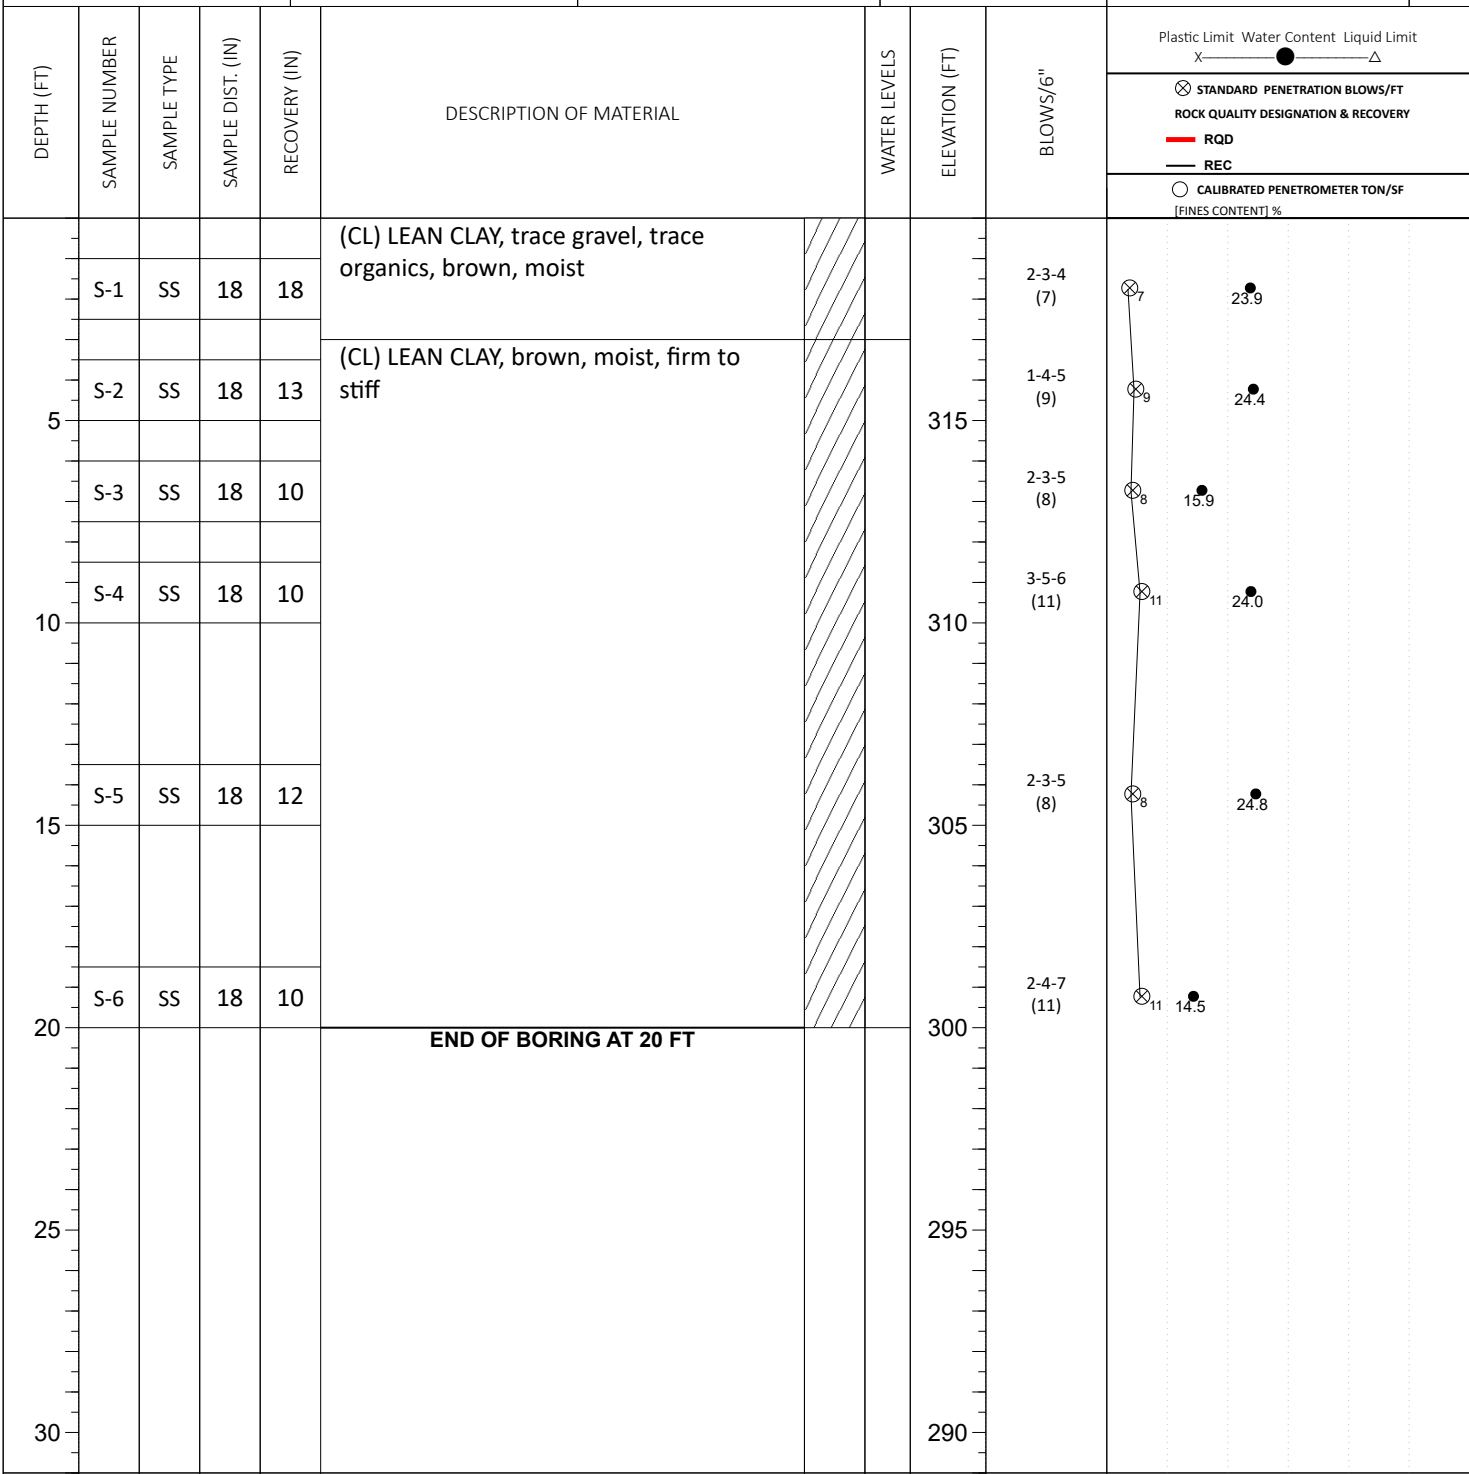 DEPTH (FT)
SAMPLE NUMBER
SAMPLE TYPE
SAMPLE DIST. (IN)
RECOVERY (IN)
DESCRIPTION OF MATERIAL
WATER LEVELS
ELEVATION (FT)
BLOWS/6"
Plastic Limit Water Content Liquid Limit
X
STANDARD PENETRATION BLOWS/FT
ROCK QUALITY DESIGNATION & RECOVERY
RQD
REC
CALIBRATED PENETROMETER TON/SF
[FINES CONTENT] %
(CL) LEAN CLAY, trace gravel, trace
organics, brown, moist
S-1 SS 18 18
2-3-4
(7)
7 23.9
(CL) LEAN CLAY, brown, moist, firm to
stiff
S-2 SS 18 13
1-4-5
(9)
9 24.4
5 315
S-3 SS 18 10
2-3-5
(8)
8 15.9
S-4 SS 18 10
3-5-6
(11)
11 24.0
10 310
S-5 SS 18 12
2-3-5
(8)
8 24.8
15 305
S-6 SS 18 10
2-4-7
(11)
11 14.5
20 300
END OF BORING AT 20 FT
25 295
30 290